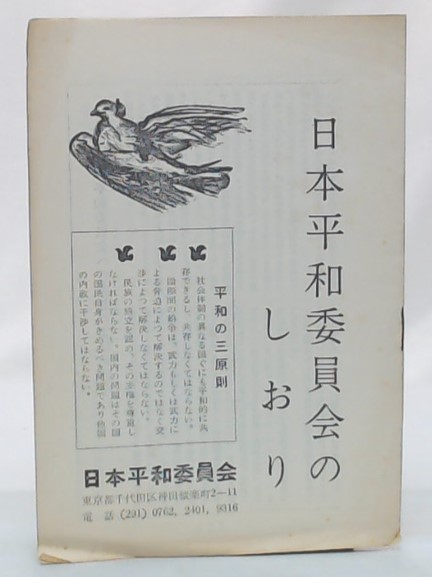 日本平和委員会の
しおり
平和の三原則
社会体制の異なる国ぐにも平和的に共
存できるし、共存しなくてはならない。
国際間の紛争は、武力もしくは武力に
よる脅迫によって解決するのではなく交
渉によって解決しなくてはならない。
民族の独立を認め、その主権を尊重し
なければならない。国内の問題はその国
の国民自身がきめるべき問題であり他国
の内政に干渉してはならない。
日本平和委員会
東京都千代田区神田猿楽町2−11
電話(291)0762, 2401, 9316